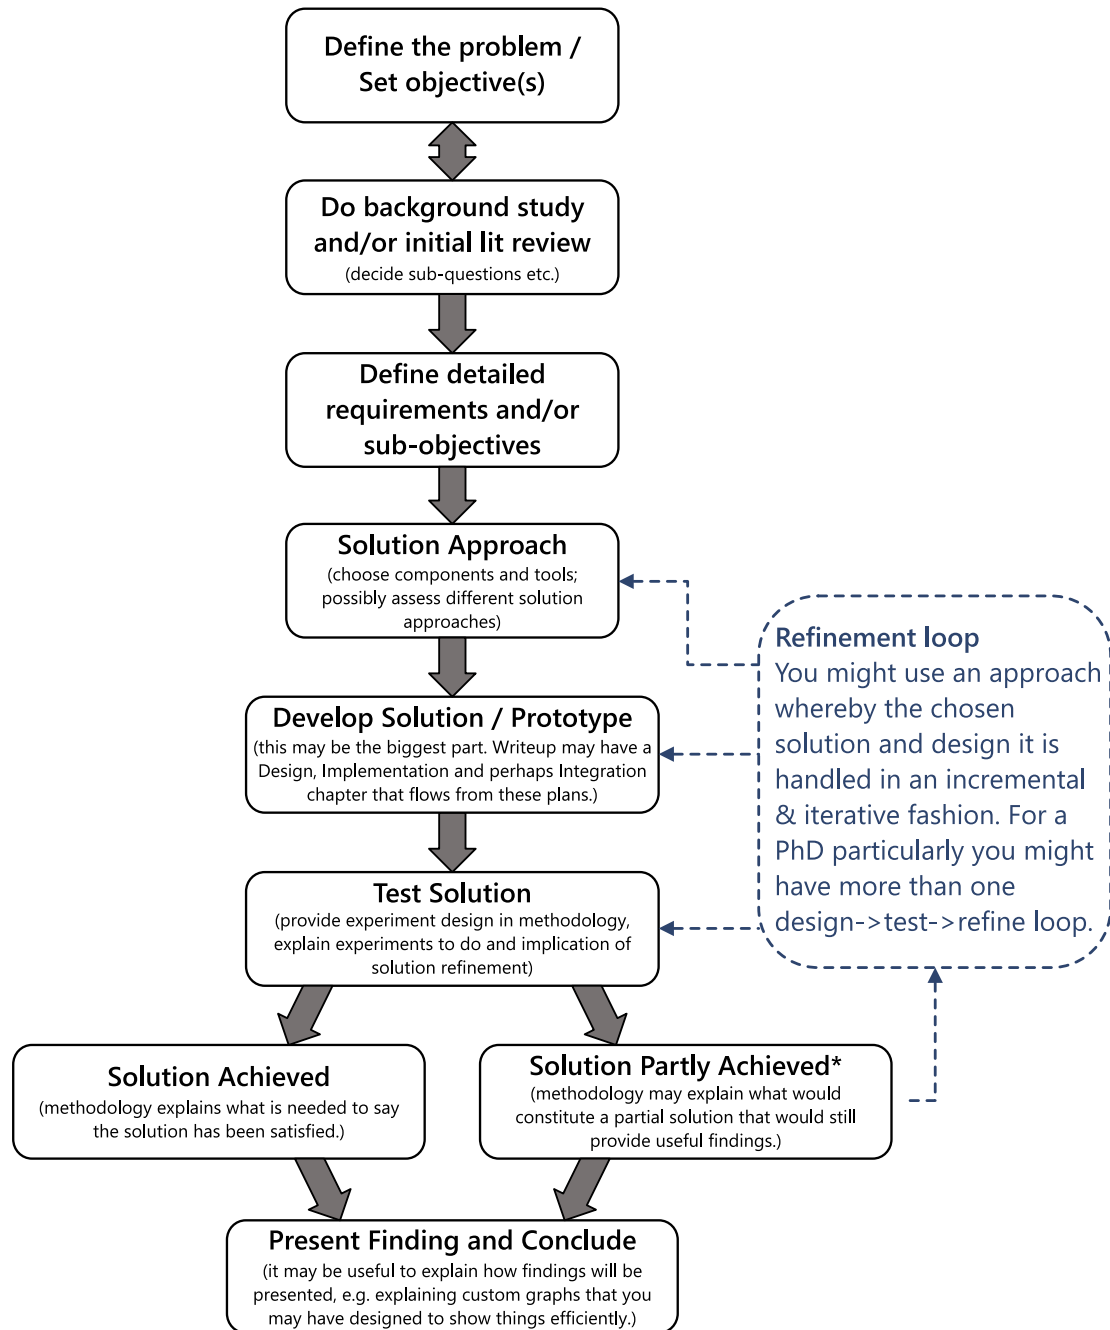 Define the problem /
Set objective(s)
Do background study
and/or initial lit review
(decide sub-questions etc.)
Define detailed
requirements and/or
sub-objectives
Solution Approach
(choose components and tools;
possibly assess different solution
approaches)
Develop Solution / Prototype
(this may be the biggest part. Writeup may have a
Design, Implementation and perhaps Integration
chapter that flows from these plans.)
Test Solution
(provide experiment design in methodology,
explain experiments to do and implication of
solution refinement)
Refinement loop
You might use an approach
whereby the chosen
solution and design it is
handled in an incremental
& iterative fashion. For a
PhD particularly you might
have more than one
design->test->refine loop.
Solution Achieved
(methodology explains what is needed to say
the solution has been satisfied.)
Solution Partly Achieved*
(methodology may explain what would
constitute a partial solution that would still
provide useful findings.)
Present Finding and Conclude
(it may be useful to explain how findings will be
presented, e.g. explaining custom graphs that you
may have designed to show things efficiently.)